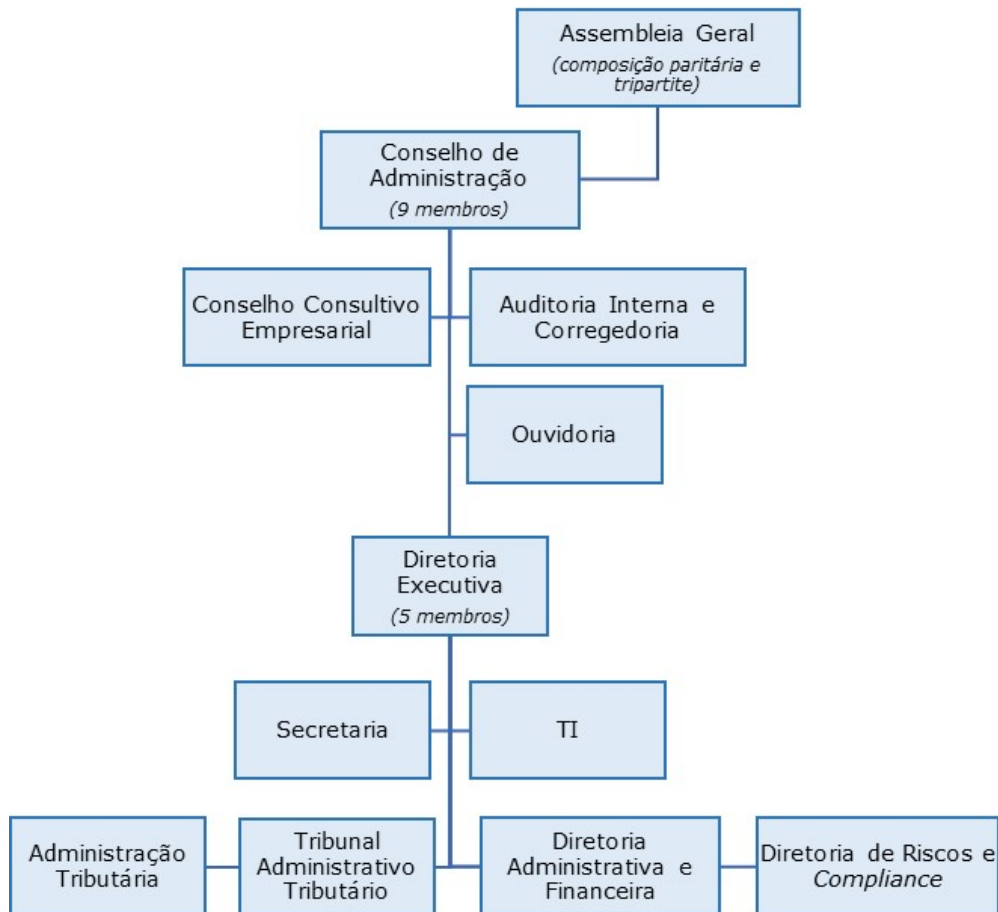 Assembleia Geral
(composição paritária e
tripartite)
Conselho de
Administração
(9 membros)
Conselho Consultivo
Empresarial
Auditoria Interna e
Corregedoria
Ouvidoria
Diretoria
Executiva
(5 membros)
Secretaria
TI
Administração
Tributária
Tribunal
Administrativo
Tributário
Diretoria
Administrativa e
Financeira
Diretoria de Riscos e
Compliance